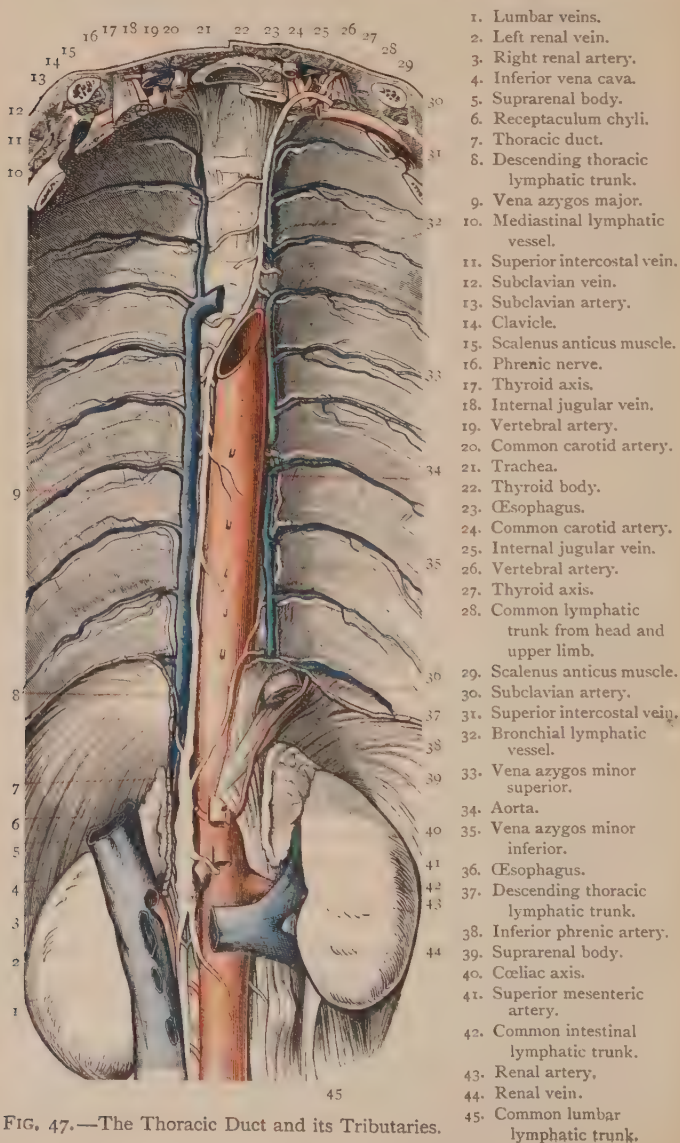 16 17 18 19 20 21 22 23 24 25 26 27
15 28
14 29
13
12 30
11 31
10
32
33
34
9
35
36
8 37
38
7 39
6 40
5 41
4 42
43
3
2 44
1
45
FIG. 47.—The Thoracic Duct and its Tributaries.
1. Lumbar veins.
2. Left renal vein.
3. Right renal artery.
4. Inferior vena cava.
5. Suprarenal body.
6. Receptaculum chyli.
7. Thoracic duct.
8. Descending thoracic
lymphatic trunk.
9. Vena azygos major.
10. Mediastinal lymphatic
vessel.
11. Superior intercostal vein.
12. Subclavian vein.
13. Subclavian artery.
14. Clavicle.
15. Scalenus anticus muscle.
16. Phrenic nerve.
17. Thyroid axis.
18. Internal jugular vein.
19. Vertebral artery.
20. Common carotid artery.
21. Trachea.
22. Thyroid body.
23. Œsophagus.
24. Common carotid artery.
25. Internal jugular vein.
26. Vertebral artery.
27. Thyroid axis.
28. Common lymphatic
trunk from head and
upper limb.
29. Scalenus anticus muscle.
30. Subclavian artery.
31. Superior intercostal vein.
32. Bronchial lymphatic
vessel.
33. Vena azygos minor
superior.
34. Aorta.
35. Vena azygos minor
inferior.
36. Œsophagus.
37. Descending thoracic
lymphatic trunk.
38. Inferior phrenic artery.
39. Suprarenal body.
40. Cœliac axis.
41. Superior mesenteric
artery.
42. Common intestinal
lymphatic trunk.
43. Renal artery.
44. Renal vein.
45. Common lumbar
lymphatic trunk.